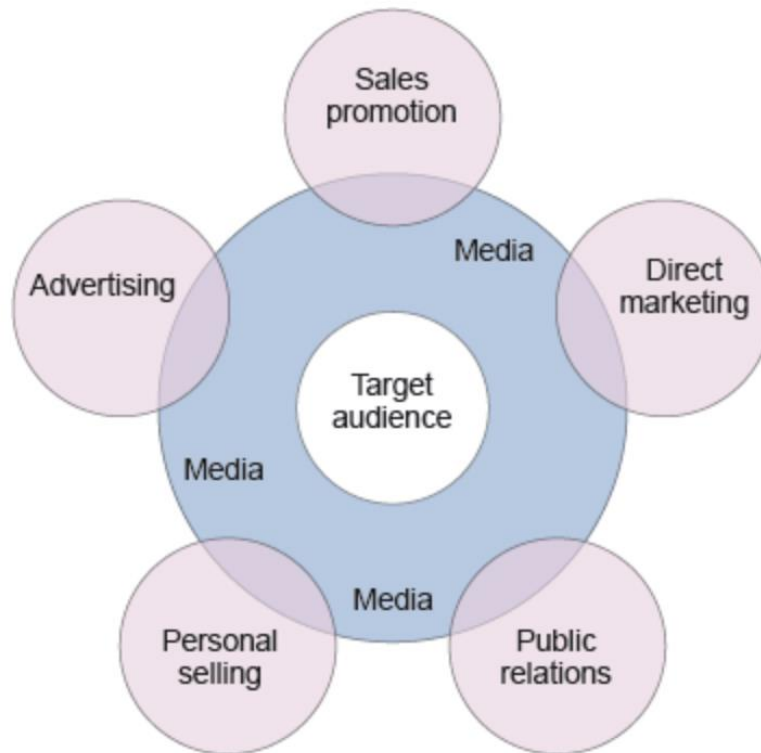 Sales
promotion
Media
Direct
marketing
Advertising
Target
audience
Media
Media
Personal
selling
Public
relations